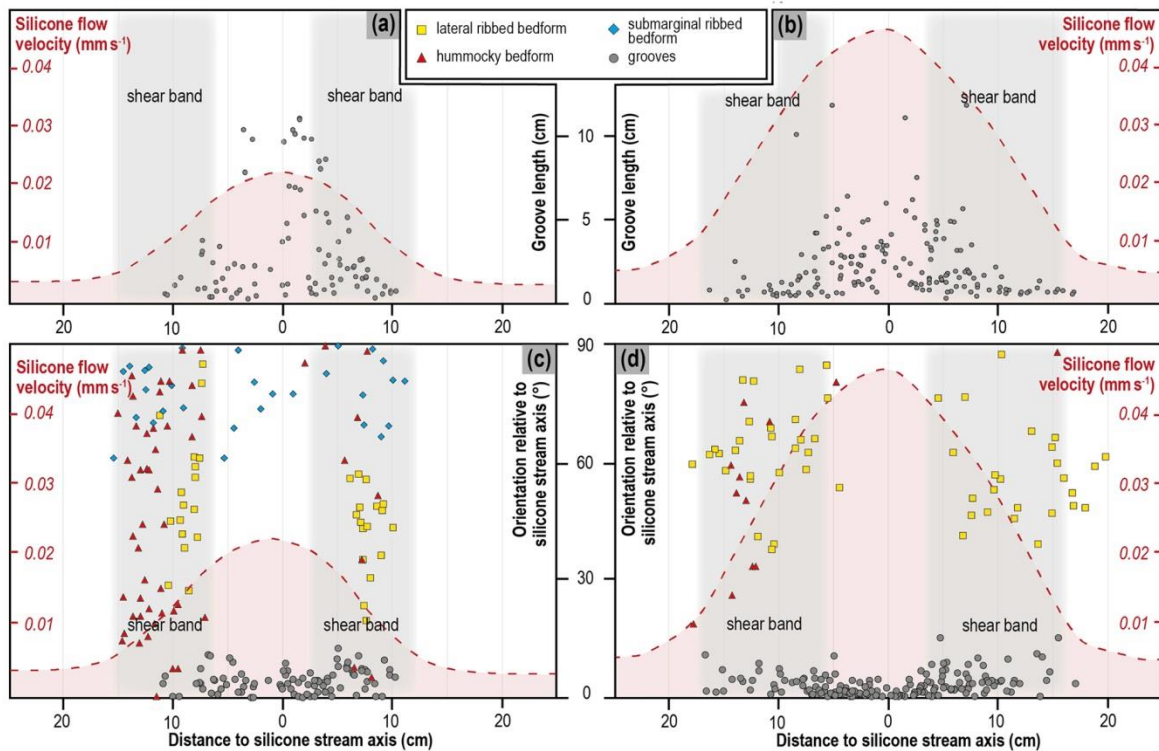 Silicone flow
velocity (mm s⁻¹)
0.04
0.03
0.02
0.01
(a)
shear band
shear band
lateral ribbed bedform
hummocky bedform
submarginal ribbed
bedform
grooves
Groove length (cm)
10
5
0
20
10
0
10
20
(b)
Silicone flow
velocity (mm s⁻¹)
0.04
0.03
0.02
0.01
shear band
shear band
Groove length (cm)
20
10
0
10
20
Silicone flow
velocity (mm s⁻¹)
0.04
0.03
0.02
0.01
(c)
shear band
shear band
Orientation relative to
silicone stream axis (°)
90
60
30
0
20
10
0
10
20
Distance to silicone stream axis (cm)
(d)
Silicone flow
velocity (mm s⁻¹)
0.04
0.03
0.02
0.01
shear band
shear band
Orientation relative to
silicone stream axis (°)
20
10
0
10
20
Distance to silicone stream axis (cm)